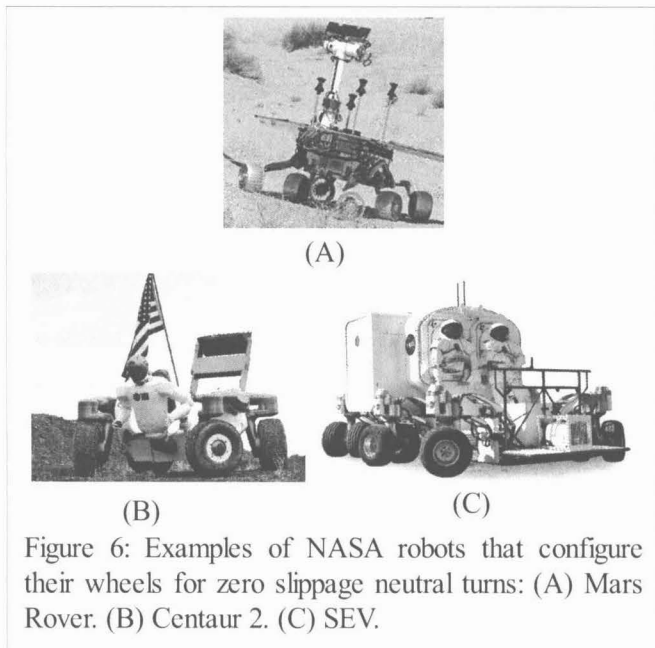 (A)
(B)
(C)
Figure 6: Examples of NASA robots that configure
their wheels for zero slippage neutral turns: (A) Mars
Rover. (B) Centaur 2. (C) SEV.